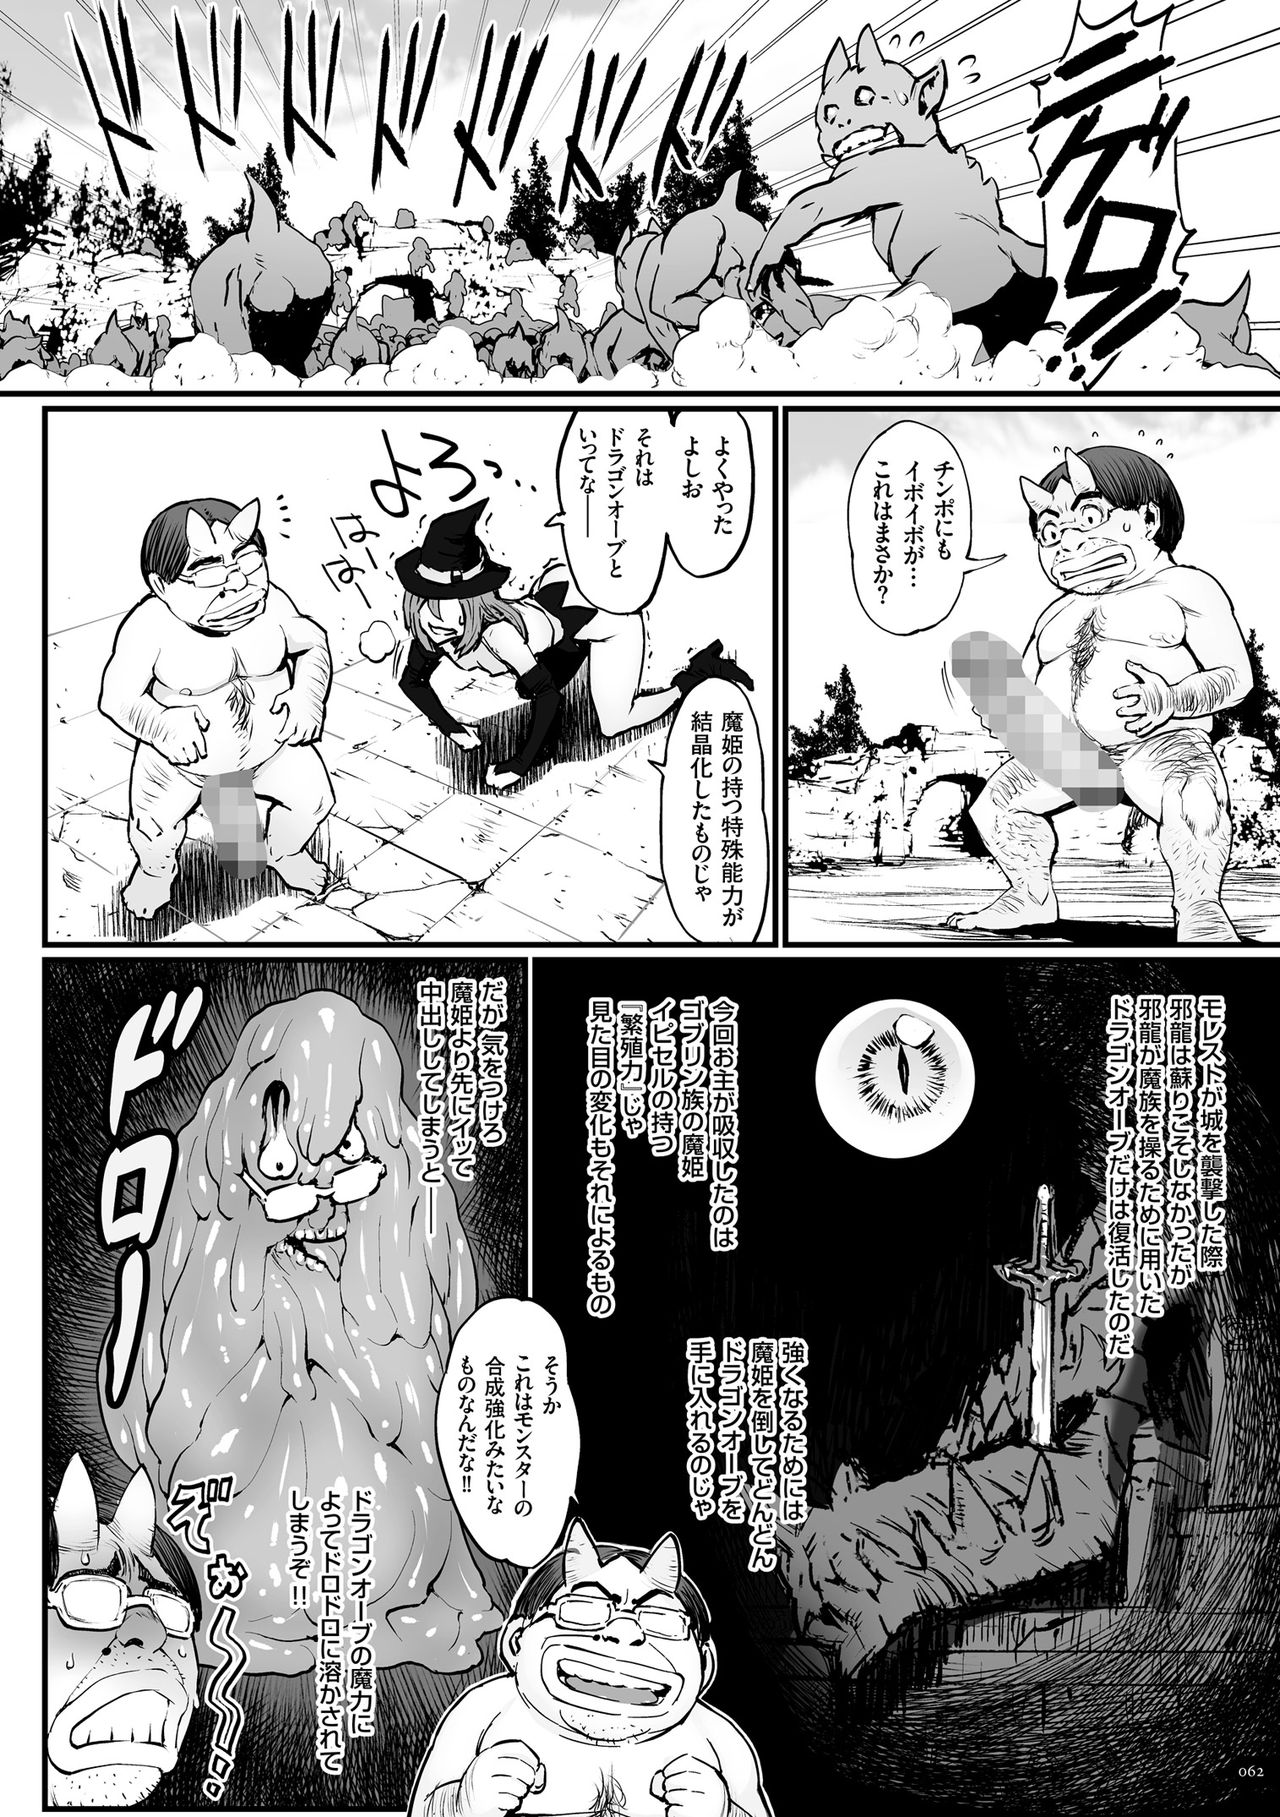 ニゲロ!!
ドドドドドドド
チンポにも
イボイボが…
これはまさか?
よくやった
よしお
それは
ドラゴンオーブと
いってな――
よろ…
はーはー
魔姫の持つ特殊能力が
結晶化したものじゃ
モレストが城を襲撃した際
邪龍は蘇りこそしなかったが
邪龍が魔族を操るために用いた
ドラゴンオーブだけは復活したのだ
今回お主が吸収したのは
ゴブリン族の魔姫
イピセルの持つ
『繁殖力』じゃ
見た目の変化もそれによるもの
強くなるためには
魔姫を倒してどんどん
ドラゴンオーブを
手に入れるのじゃ
そうか
これはモンスターの
合成強化みたいな
ものなんだな!!
だが気をつけろ
魔姫より先にイッて
中出ししてしまうと――
ドロー
ドラゴンオーブの魔力に
よってドロドロに溶かされて
しまうぞ!!
ぞぉ〜〜…
062